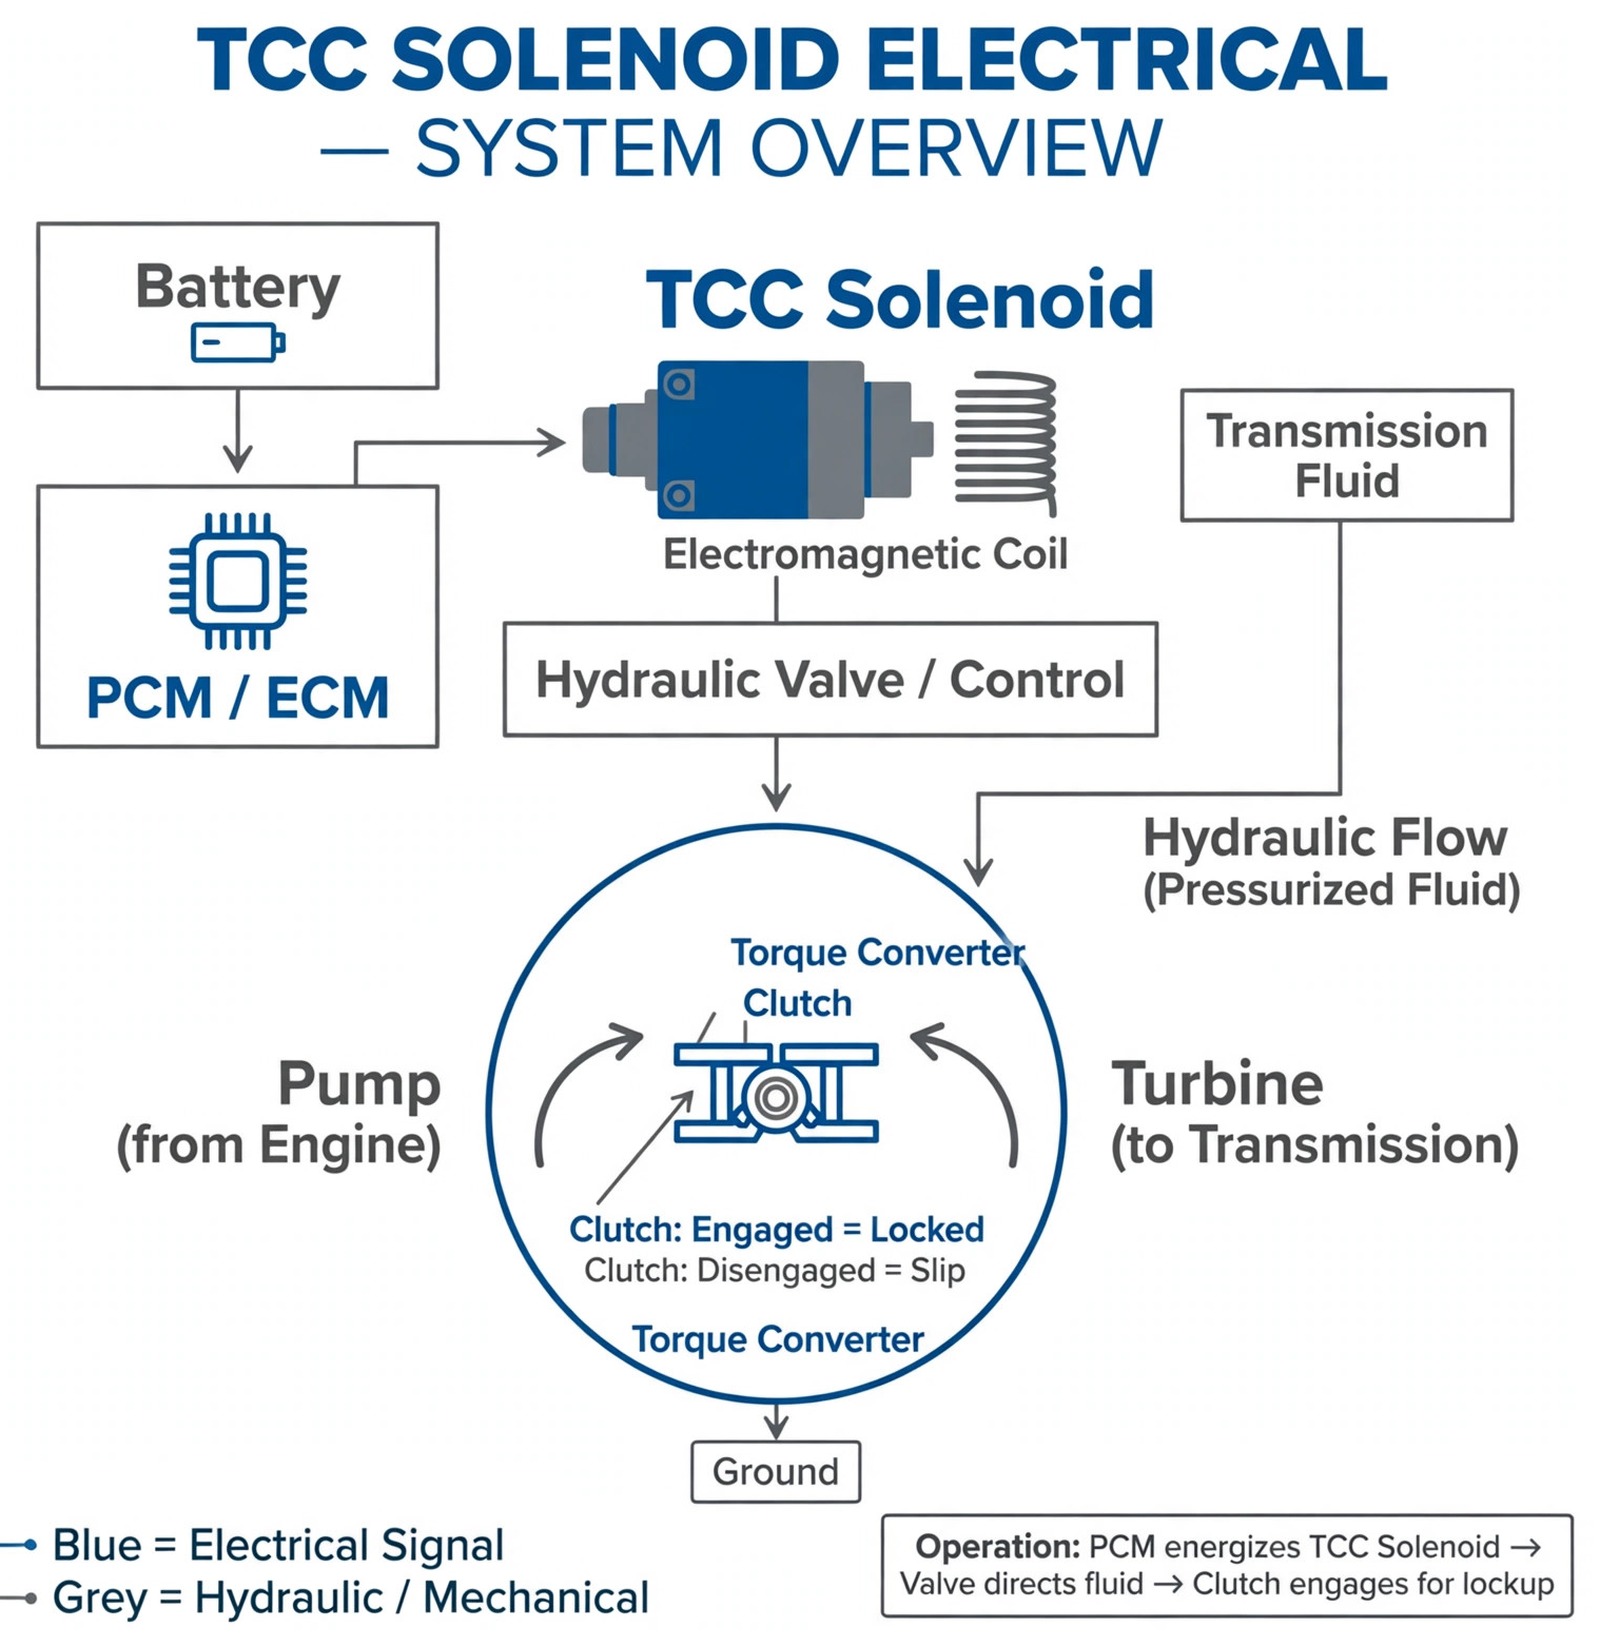 TCC SOLENOID ELECTRICAL
— SYSTEM OVERVIEW
Battery
TCC Solenoid
Transmission
Fluid
Electromagnetic Coil
PCM / ECM
Hydraulic Valve / Control
Hydraulic Flow
(Pressurized Fluid)
Torque Converter
Clutch
Pump
(from Engine)
Turbine
(to Transmission)
Clutch: Engaged = Locked
Clutch: Disengaged = Slip
Torque Converter
Ground
Blue = Electrical Signal
Grey = Hydraulic / Mechanical
Operation: PCM energizes TCC Solenoid →
Valve directs fluid → Clutch engages for lockup